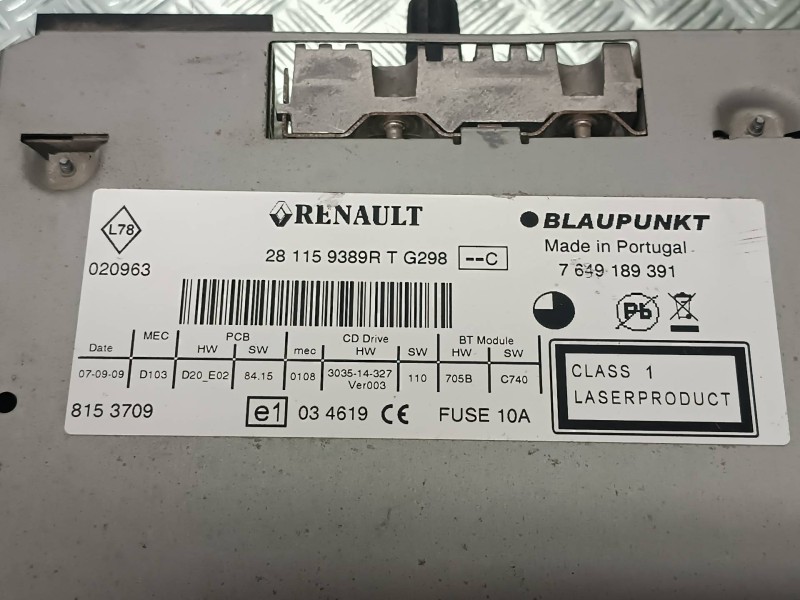 L78
020963
RENAULT
28 115 9389R T G298 --C
BLAUPUNKT
Made in Portugal
7 649 189 391
Pb
Date MEC PCB HW SW mec CD Drive HW SW BT Module HW SW
07-09-09 D103 D20_E02 84.15 0108 3035-14-327 Ver003 110 705B C740
815 3709
e1 03 4619 CE FUSE 10A
CLASS 1
LASERPRODUCT